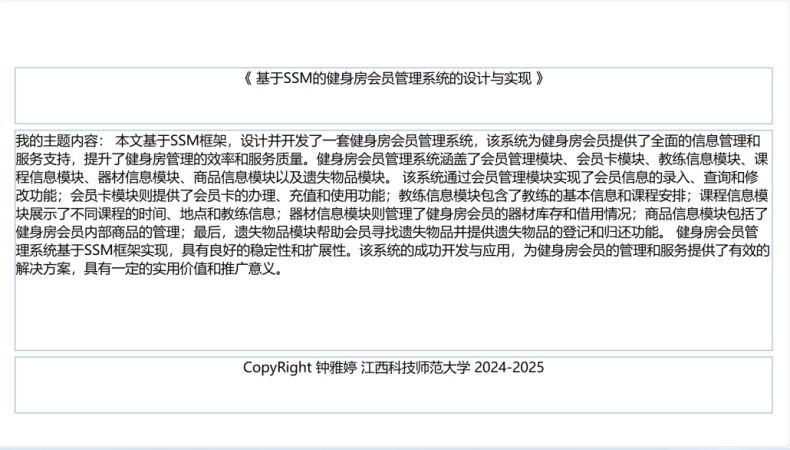 《 基于SSM的健身房会员管理系统的设计与实现 》
我的主题内容： 本文基于SSM框架，设计并开发了一套健身房会员管理系统，该系统为健身房会员提供了全面的信息管理和
服务支持，提升了健身房管理的效率和服务质量。健身房会员管理系统涵盖了会员管理模块、会员卡模块、教练信息模块、课
程信息模块、器材信息模块、商品信息模块以及遗失物品模块。 该系统通过会员管理模块实现了会员信息的录入、查询和修
改功能；会员卡模块则提供了会员卡的办理、充值和使用功能；教练信息模块包含了教练的基本信息和课程安排；课程信息模
块展示了不同课程的时间、地点和教练信息；器材信息模块则管理了健身房会员的器材库存和借用情况；商品信息模块包括了
健身房会员内部商品的管理；最后，遗失物品模块帮助会员寻找遗失物品并提供遗失物品的登记和归还功能。 健身房会员管
理系统基于SSM框架实现，具有良好的稳定性和扩展性。该系统的成功开发与应用，为健身房会员的管理和服务提供了有效的
解决方案，具有一定的实用价值和推广意义。
CopyRight 钟雅婷 江西科技师范大学 2024-2025